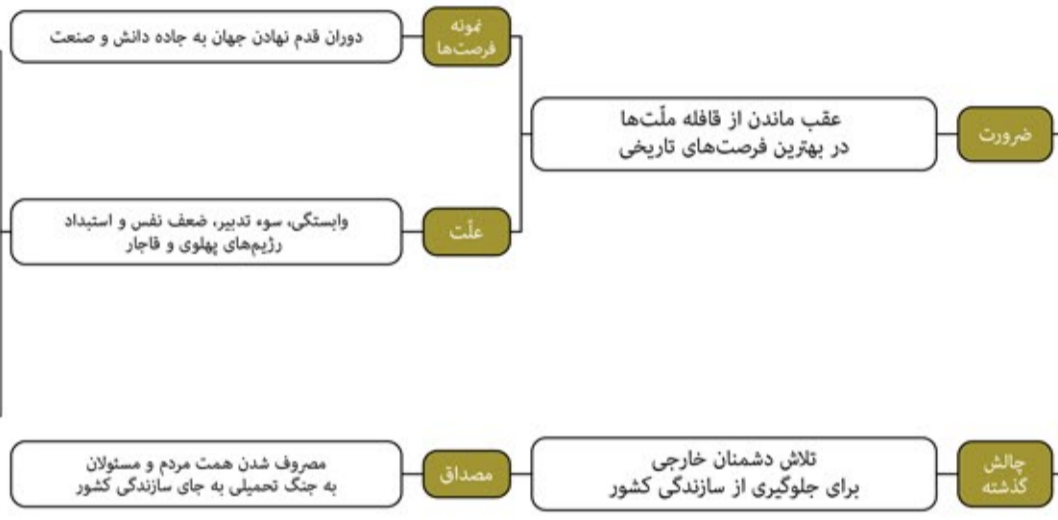 ضرورت
عقب ماندن از قافله ملّت‌ها
در بهترین فرصت‌های تاریخی
نمونه
فرصت‌ها
دوران قدم نهادن جهان به جاده دانش و صنعت
علّت
وابستگی، سوء تدبیر، ضعف نفس و استبداد
رژیم‌های پهلوی و قاجار
چالش
گذشته
تلاش دشمنان خارجی
برای جلوگیری از سازندگی کشور
مصداق
مصروف شدن همت مردم و مسئولان
به جنگ تحمیلی به جای سازندگی کشور